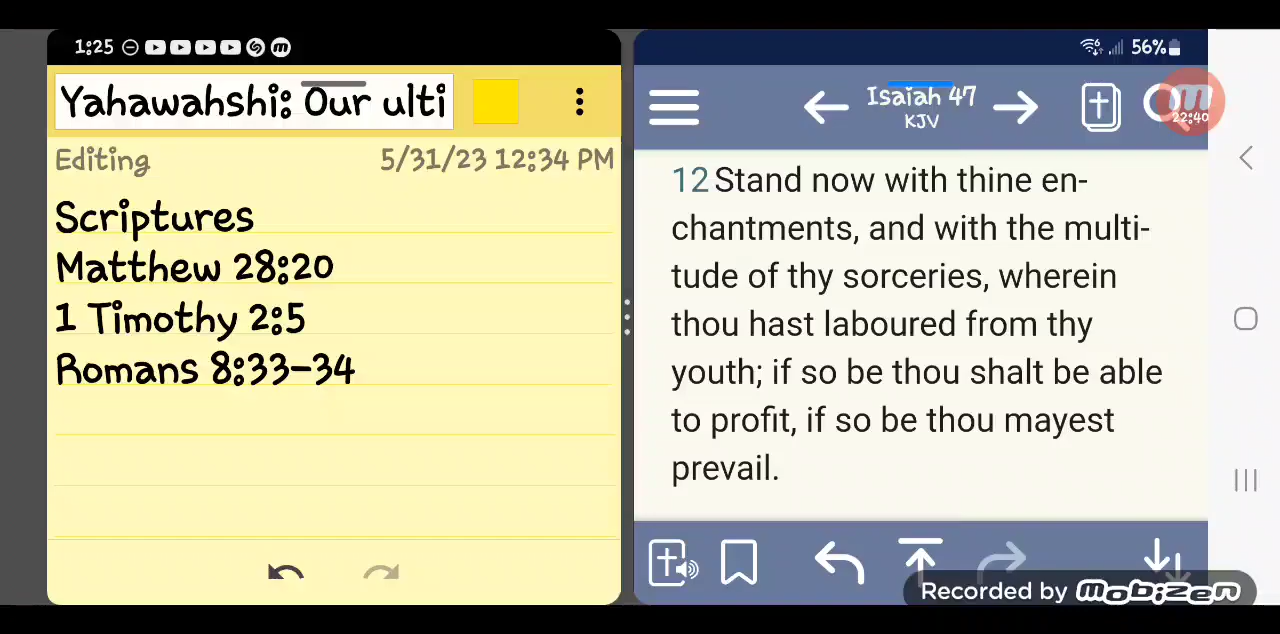 1:25
56%
Yahawahshi: Our ulti
Isaiah 47
KJV
22:40
Editing
5/31/23 12:34 PM
Scriptures
Matthew 28:20
1 Timothy 2:5
Romans 8:33-34
12 Stand now with thine en-
chantments, and with the multi-
tude of thy sorceries, wherein
thou hast laboured from thy
youth; if so be thou shalt be able
to profit, if so be thou mayest
prevail.
Recorded by MOBIZEN